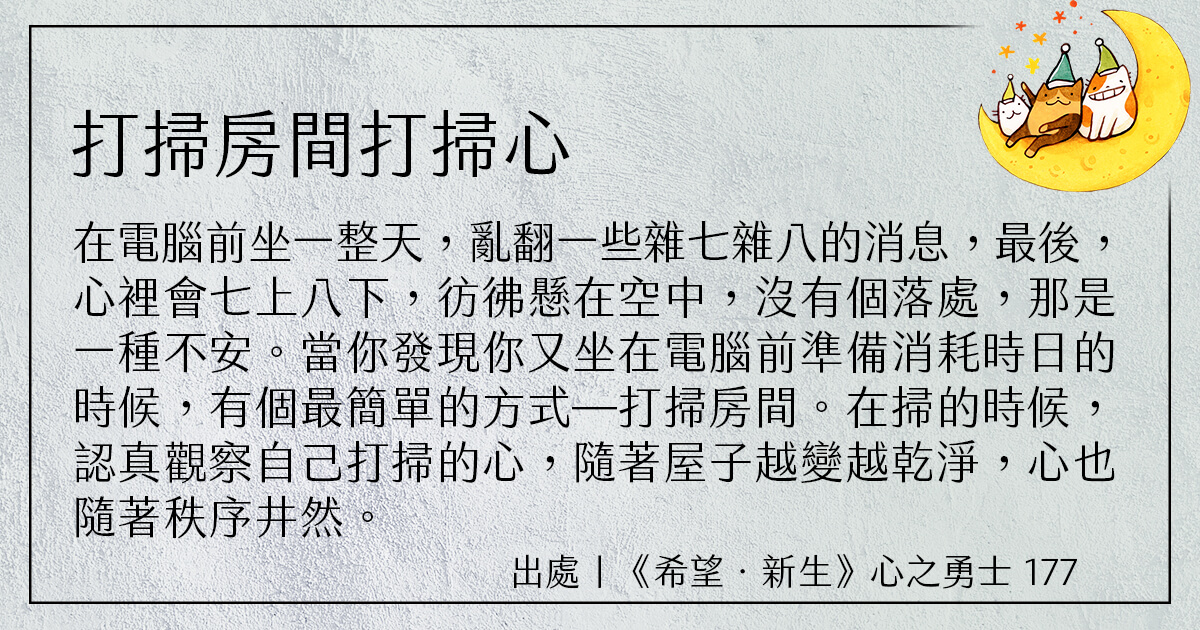 打掃房間打掃心
在電腦前坐一整天，亂翻一些雜七雜八的消息，最後，
心裡會七上八下，彷彿懸在空中，沒有個落處，那是
一種不安。當你發現你又坐在電腦前準備消耗時日的
時候，有個最簡單的方式—打掃房間。在掃的時候，
認真觀察自己打掃的心，隨著屋子越變越乾淨，心也
隨著秩序井然。
出處｜《希望．新生》心之勇士 177